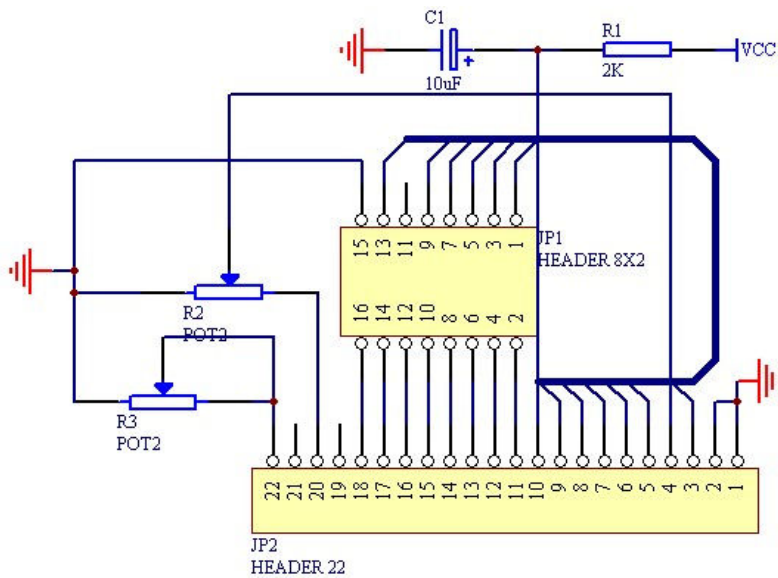 C1
R1
VCC
10uF
2K
15 13 11 9 7 5 3 1
JP1
HEADER 8X2
16 14 12 10 8 6 4 2
R2
POT2
R3
POT2
22 21 20 19 18 17 16 15 14 13 12 11 10 9 8 7 6 5 4 3 2 1
JP2
HEADER 22